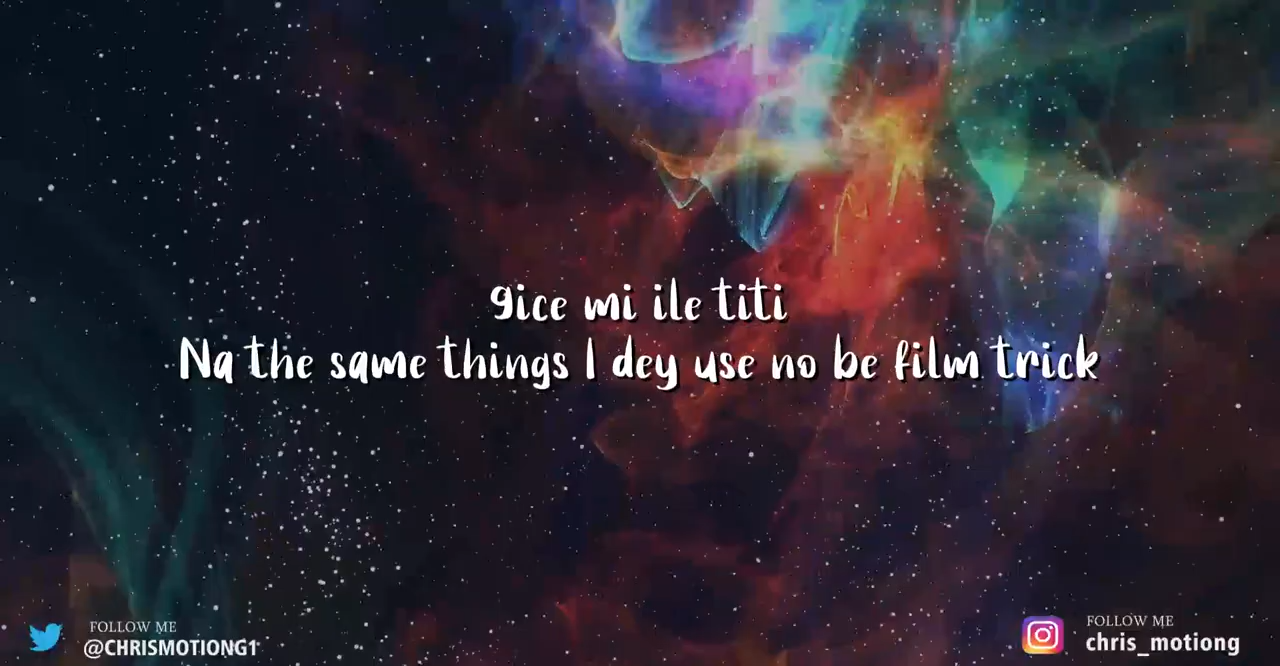 9ice mi ile titi
Na the same things I dey use no be film trick
FOLLOW ME
@CHRISMOTIONG1
FOLLOW ME
chris_motiong